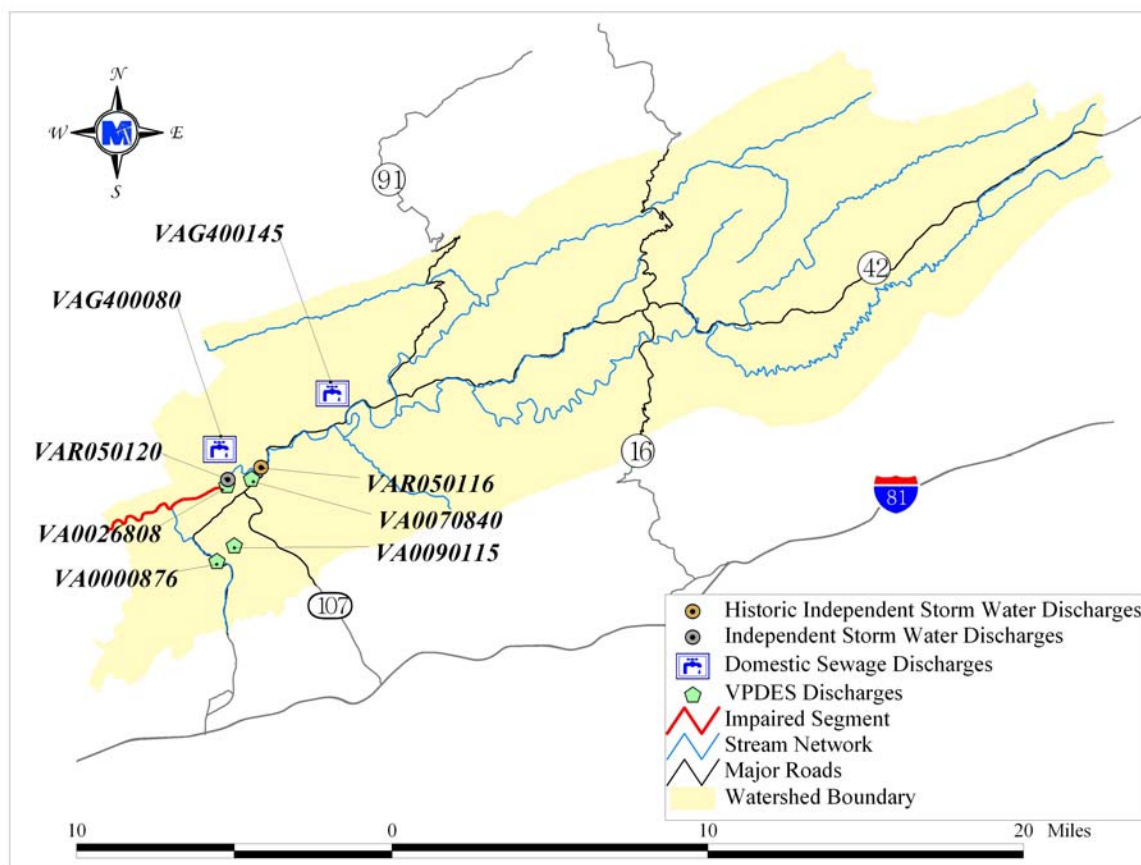 N
W
E
S
M
91
VAG400145
VAG400080
42
VAR050120
VAR050116
16
81
VA0026808
VA0070840
VA0090115
VA0000876
107
Historic Independent Storm Water Discharges
Independent Storm Water Discharges
Domestic Sewage Discharges
VPDES Discharges
Impaired Segment
Stream Network
Major Roads
Watershed Boundary
10 0 10 20 Miles